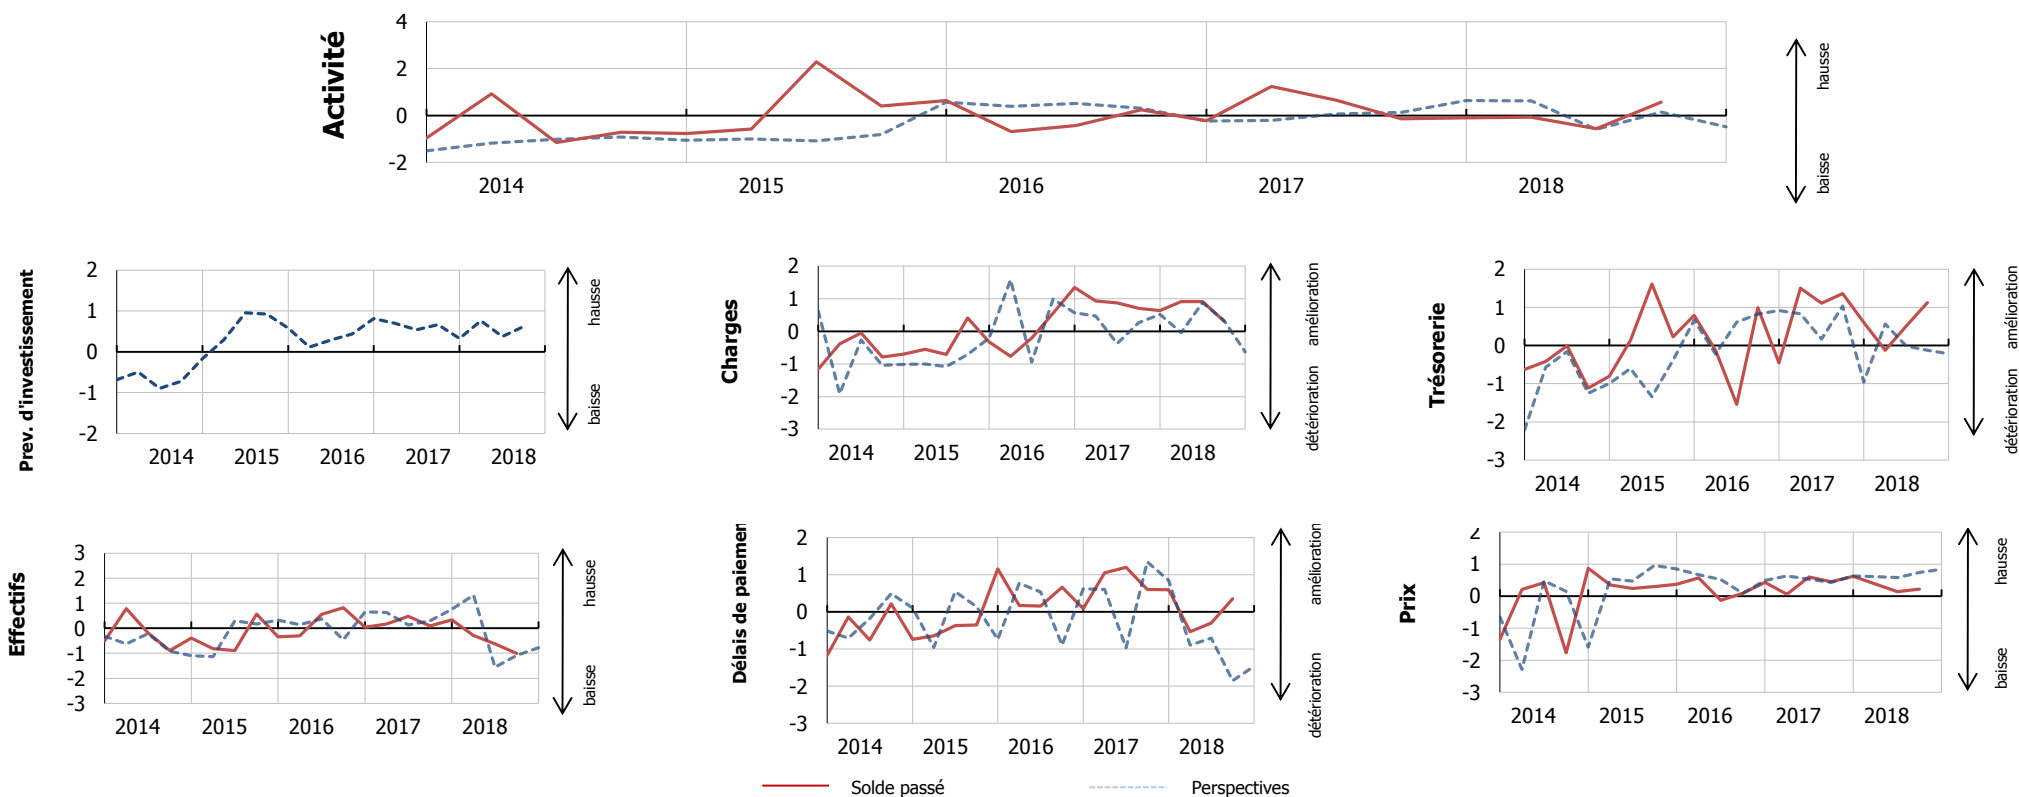 Activité
4
2
0
-2
2014 2015 2016 2017 2018
hausse
baisse
Prev. d'investissement
2
1
0
-1
-2
2014 2015 2016 2017 2018
hausse
baisse
Charges
2
1
0
-1
-2
-3
2014 2015 2016 2017 2018
amélioration
détérioration
Trésorerie
2
1
0
-1
-2
-3
2014 2015 2016 2017 2018
amélioration
détérioration
Effectifs
3
2
1
0
-1
-2
-3
2014 2015 2016 2017 2018
hausse
baisse
Délais de paiemen
2
1
0
-1
-2
-3
2014 2015 2016 2017 2018
amélioration
détérioration
Prix
2
1
0
-1
-2
-3
2014 2015 2016 2017 2018
hausse
baisse
Solde passé Perspectives